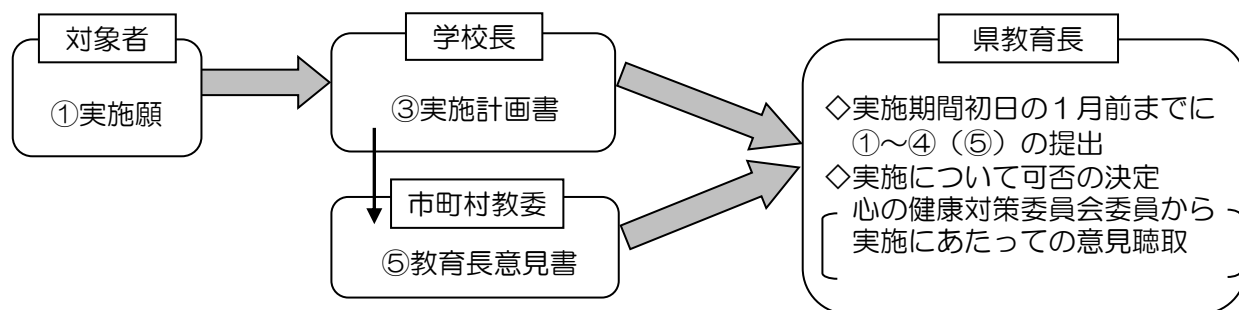 対象者
①実施願
学校長
③実施計画書
市町村教委
⑤教育長意見書
県教育長
◇実施期間初日の１月前までに
①～④（⑤）の提出
◇実施について可否の決定
心の健康対策委員会委員から
実施にあたっての意見聴取